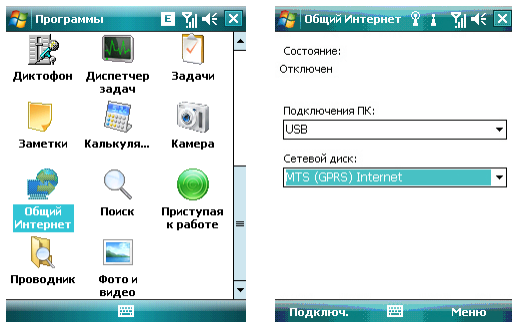 Программы
E
Диктофон
Диспетчер
задач
Задачи
Заметки
Калькуля...
Камера
Общий
Интернет
Поиск
Приступая
к работе
Проводник
Фото и
видео
Общий Интернет
Состояние:
Отключен
Подключения ПК:
USB
Сетевой диск:
MTS (GPRS) Internet
Подключ.
Меню